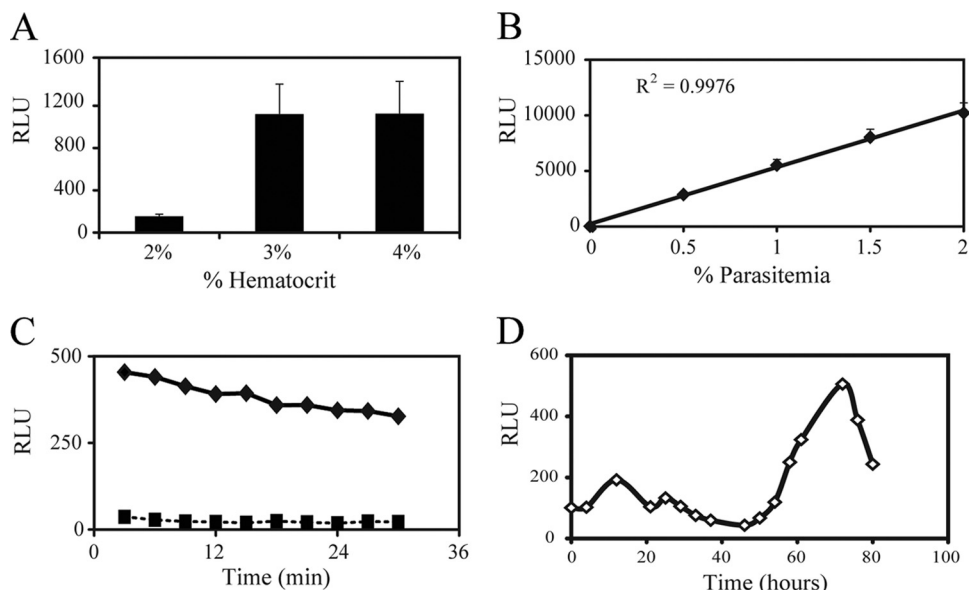 A
1600
1200
800
400
0
RLU
2% 3% 4%
% Hematocrit
B
15000
10000
5000
0
RLU
R² = 0.9976
0 0.5 1 1.5 2
% Parasitemia
C
500
250
0
RLU
0 12 24 36
Time (min)
D
600
400
200
0
RLU
0 20 40 60 80 100
Time (hours)